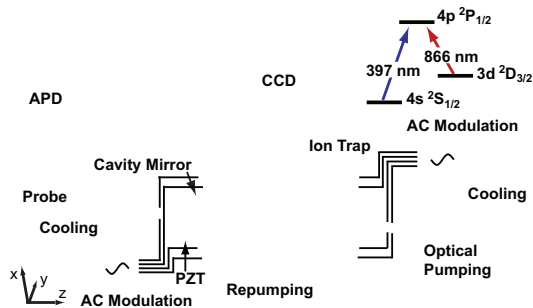 4p ²P₁/₂
866 nm
397 nm
3d ²D₃/₂
4s ²S₁/₂
CCD
APD
AC Modulation
Ion Trap
Cavity Mirror
Probe
Cooling
Cooling
Optical
Pumping
x
y
z
PZT
AC Modulation
Repumping